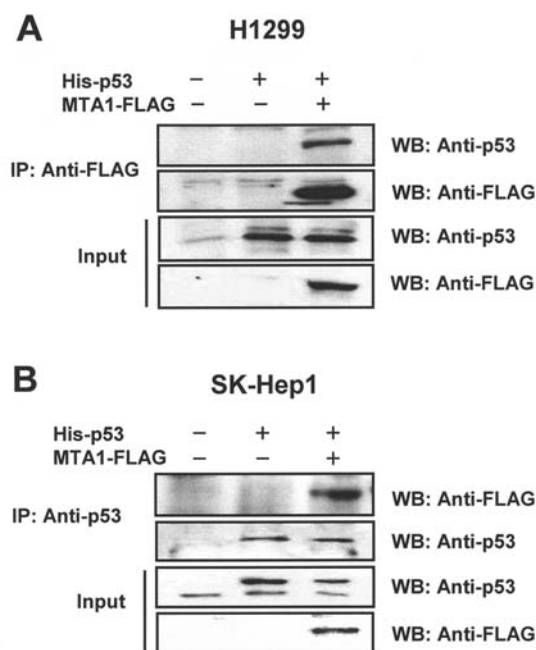 A
H1299
His-p53 − + +
MTA1-FLAG − − +
IP: Anti-FLAG
WB: Anti-p53
WB: Anti-FLAG
Input
WB: Anti-p53
WB: Anti-FLAG
B
SK-Hep1
His-p53 − + +
MTA1-FLAG − − +
IP: Anti-p53
WB: Anti-FLAG
WB: Anti-p53
Input
WB: Anti-p53
WB: Anti-FLAG